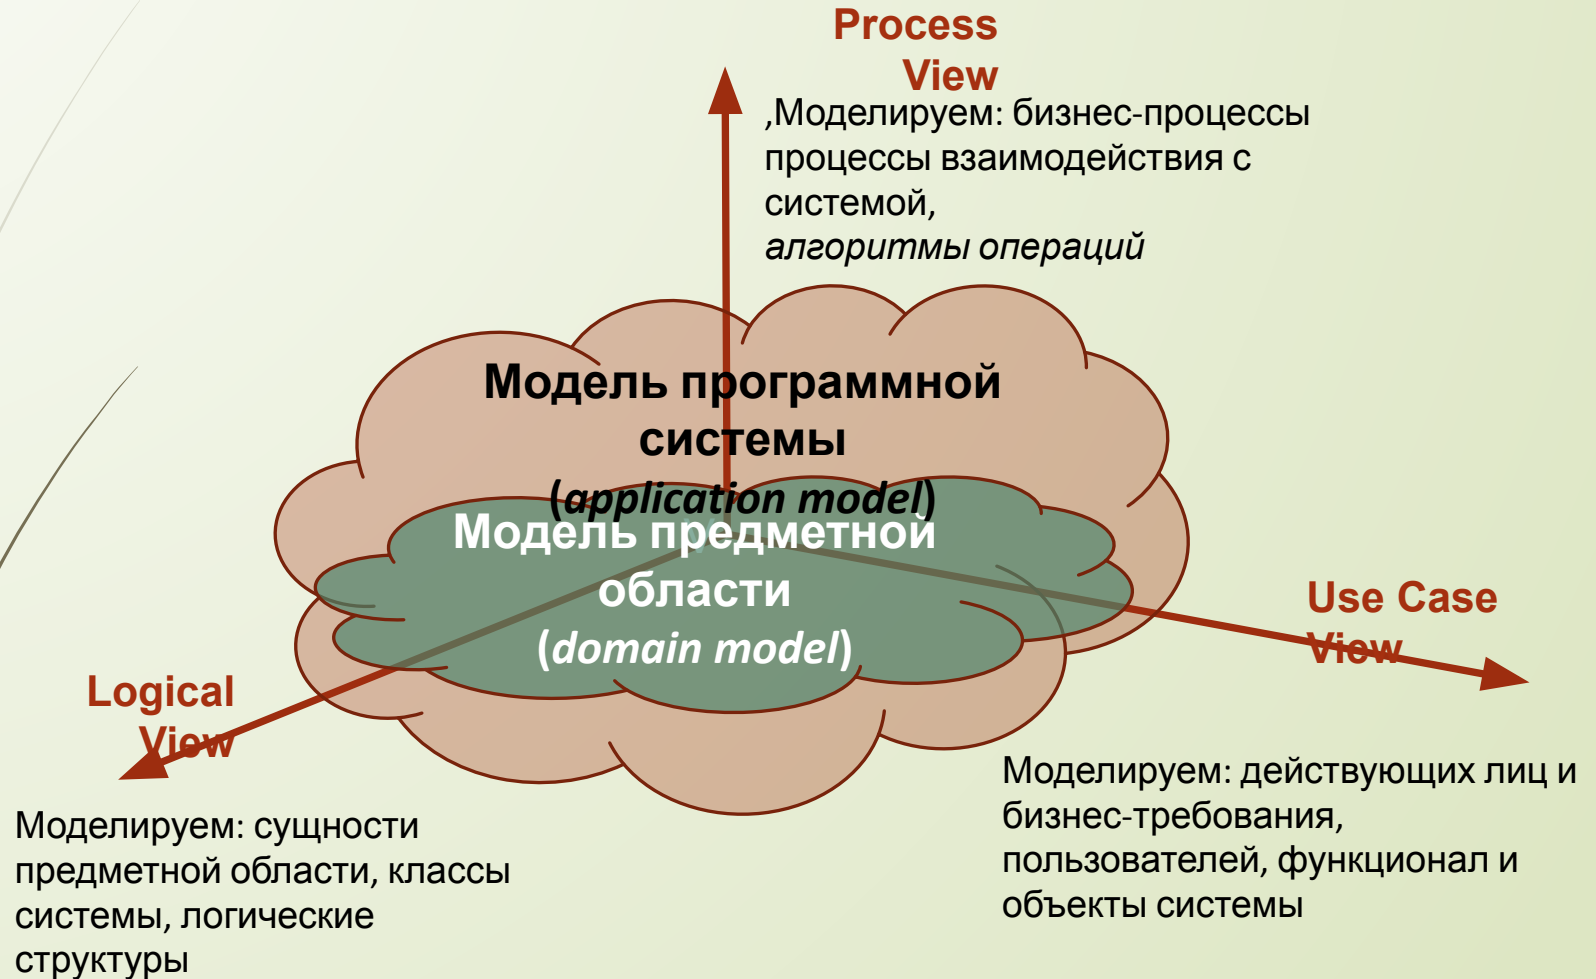 Process
View
,Моделируем: бизнес-процессы
процессы взаимодействия с
системой,
алгоритмы операций
Модель программной
системы
(application model)
Модель предметной
области
(domain model)
Use Case
View
Logical
View
Моделируем: действующих лиц и
бизнес-требования,
пользователей, функционал и
объекты системы
Моделируем: сущности
предметной области, классы
системы, логические
структуры